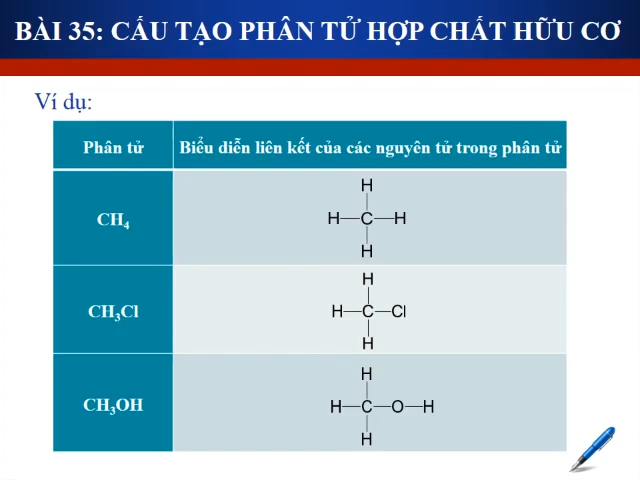 BÀI 35: CẤU TẠO PHÂN TỬ HỢP CHẤT HỮU CƠ
Ví dụ:
Phân tử Biểu diễn liên kết của các nguyên tử trong phân tử
H
CH₄ H—C—H
H
H
CH₃Cl H—C—Cl
H
H
CH₃OH H—C—O—H
H